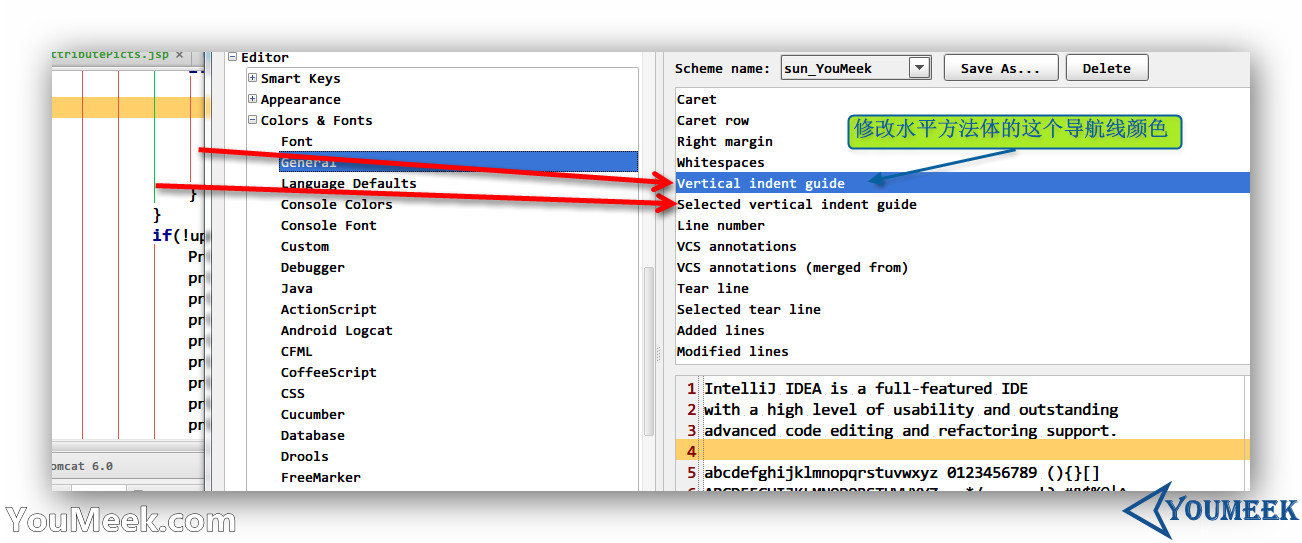 ttributePicts.jsp ×
}
}
if(!up
Pr
pr
pr
pr
pr
pr
pr
pr
pr
omcat 6.0
Editor
Smart Keys
Appearance
Colors & Fonts
Font
General
Language Defaults
Console Colors
Console Font
Custom
Debugger
Java
ActionScript
Android Logcat
CFML
CoffeeScript
CSS
Cucumber
Database
Drools
FreeMarker
Scheme name: sun_YouMeek Save As... Delete
Caret
Caret row
Right margin
Whitespaces
Vertical indent guide
Selected vertical indent guide
Line number
VCS annotations
VCS annotations (merged from)
Tear line
Selected tear line
Added lines
Modified lines
修改水平方法体的这个导航线颜色
1 IntelliJ IDEA is a full-featured IDE
2 with a high level of usability and outstanding
3 advanced code editing and refactoring support.
4
5 abcdefghijklmnopqrstuvwxyz 0123456789 (){}[]
YouMeek.com
YOUMEEK